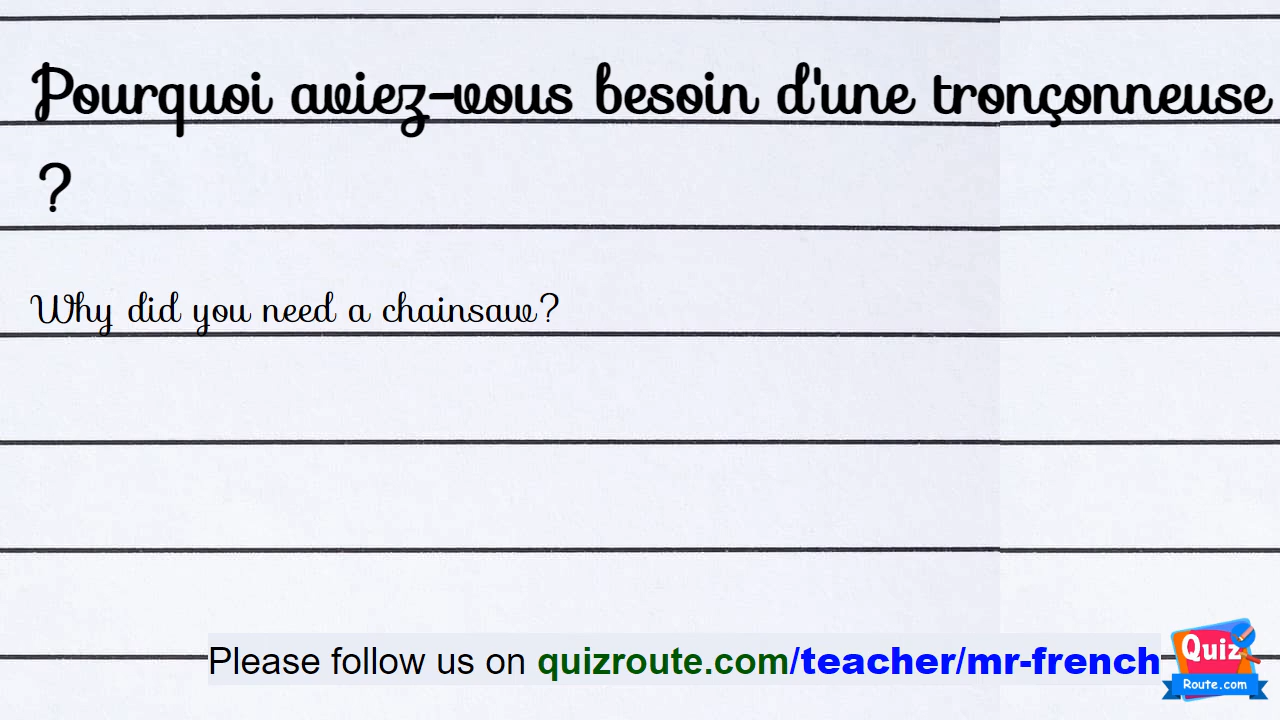 Pourquoi aviez-vous besoin d'une tronçonneuse
?
Why did you need a chainsaw?
Please follow us on quizroute.com/teacher/mr-french
Quiz
Route.com